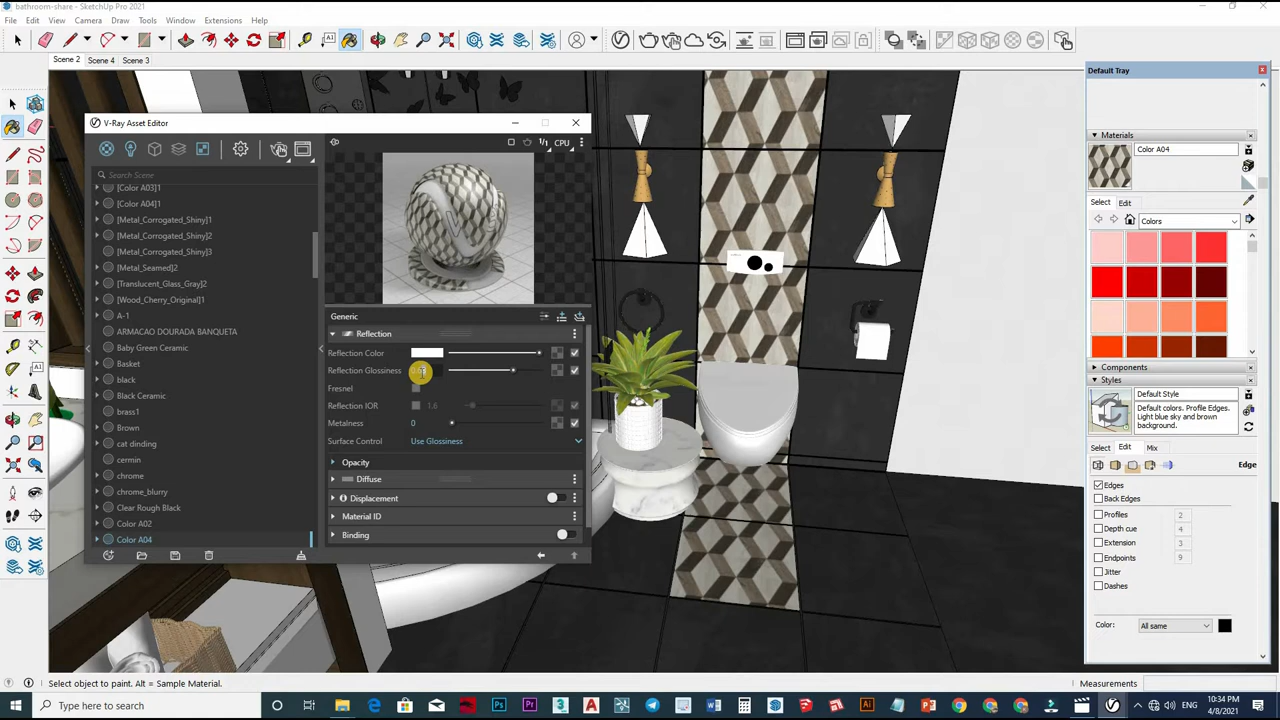 bathroom-share - SketchUp Pro 2021
File Edit View Camera Draw Tools Window Extensions Help
Scene 2 Scene 4 Scene 3
V-Ray Asset Editor
Search Scene
[Color A03]1
[Color A04]1
[Metal_Corrogated_Shiny]1
[Metal_Corrogated_Shiny]2
[Metal_Corrogated_Shiny]3
[Metal_Seamed]2
[Translucent_Glass_Gray]2
[Wood_Cherry_Original]1
A-1
ARMACAO DOURADA BANQUETA
Baby Green Ceramic
Basket
black
Black Ceramic
brass1
Brown
cat dinding
cermin
chrome
chrome_blurry
Clear Rough Black
Color A02
Color A04
CPU
Generic
Reflection
Reflection Color
Reflection Glossiness
Fresnel
Reflection IOR 1.6
Metalness 0
Surface Control Use Glossiness
Opacity
Diffuse
Displacement
Material ID
Binding
Default Tray
Materials
Color A04
Select Edit
Colors
Components
Styles
Default Style
Default colors. Profile Edges.
Light blue sky and brown
background.
Select Edit Mix
Edge
Edges
Back Edges
Profiles 2
Depth cue 4
Extension 3
Endpoints 9
Jitter
Dashes
Color: All same
Select object to paint. Alt = Sample Material.
Measurements
Type here to search
ENG
10:34 PM
4/8/2021